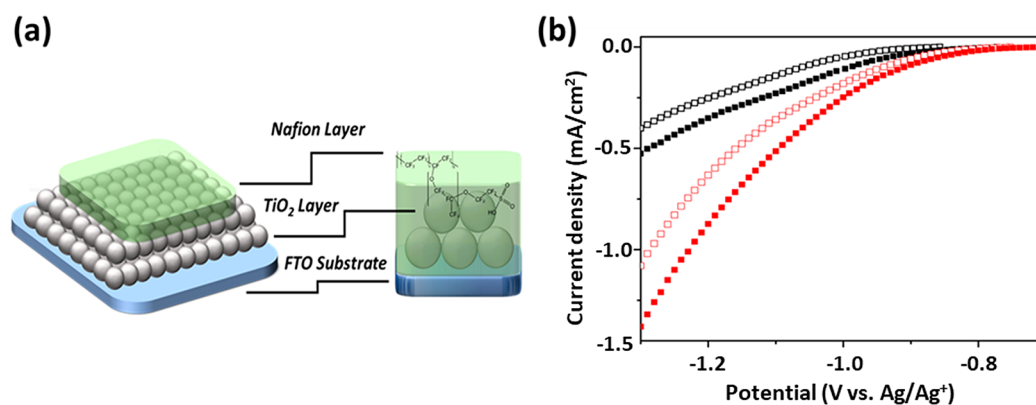 (a)
Nafion Layer
TiO₂ Layer
FTO Substrate
(b)
0.0
-0.5
-1.0
-1.5
-1.2
-1.0
-0.8
Current density (mA/cm²)
Potential (V vs. Ag/Ag⁺)